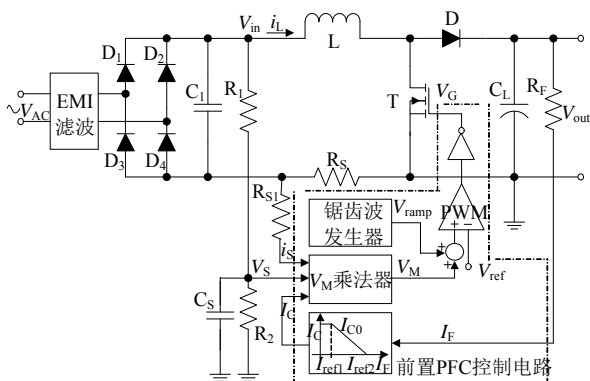 V_in i_L D
L
D_1 D_2
V_G
C_1 R_1 T C_L R_F
EMI
滤波
V_AC
V_out
D_3 D_4
R_S
R_S1
锯齿波
发生器
V_ramp
PWM
+ −
i_S
+
+
V_S
V_M乘法器
V_M
V_ref
C_S
I_C
R_2
I_C I_C0
I_F
I_ref1 I_ref2 I_F
前置PFC控制电路